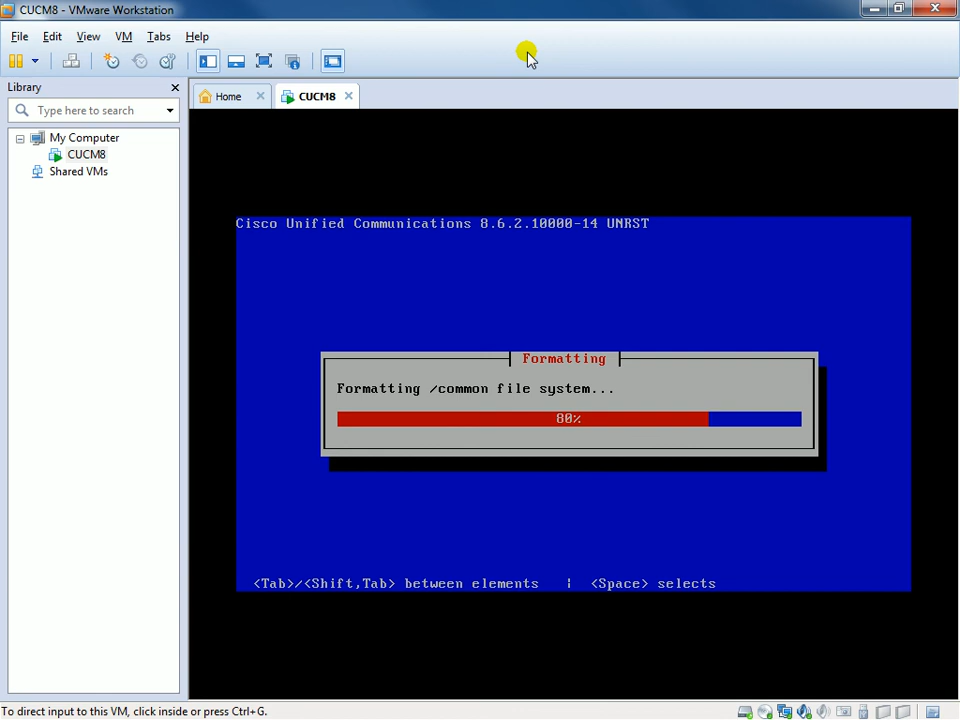 CUCM8 - VMware Workstation
File Edit View VM Tabs Help
Library
Type here to search
My Computer
CUCM8
Shared VMs
Home
CUCM8
Cisco Unified Communications 8.6.2.10000-14 UNRST
Formatting
Formatting /common file system...
80%
<Tab>/<Shift,Tab> between elements | <Space> selects
To direct input to this VM, click inside or press Ctrl+G.